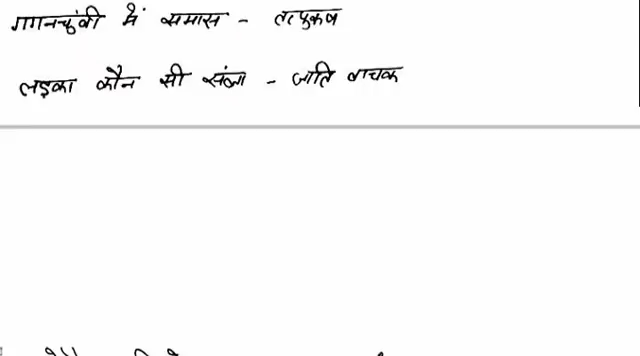 गगनचुंबी में समास - तत्पुरुष
लड़का कौन सी संज्ञा - जाति वाचक